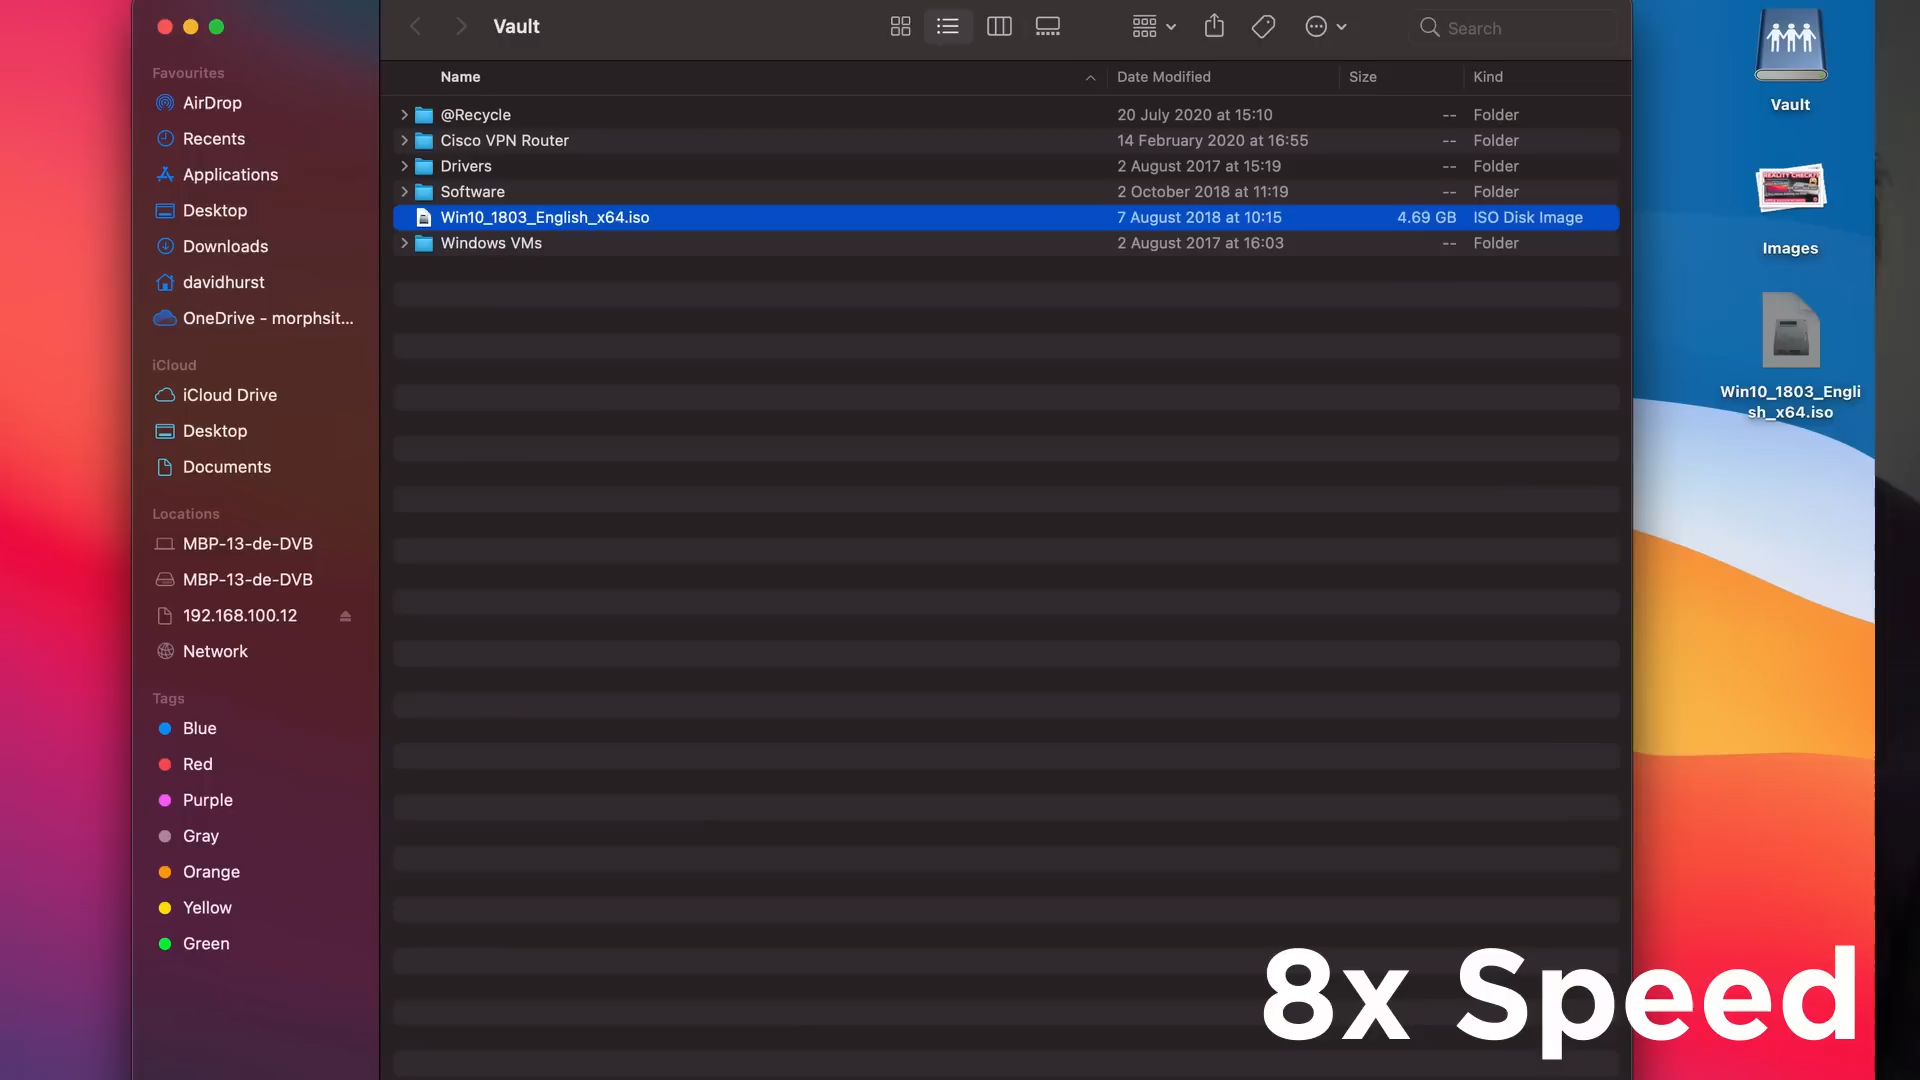 Vault
Search
Favourites
AirDrop
Recents
Applications
Desktop
Downloads
davidhurst
OneDrive - morphsit...
iCloud
iCloud Drive
Desktop
Documents
Locations
MBP-13-de-DVB
MBP-13-de-DVB
192.168.100.12
Network
Tags
Blue
Red
Purple
Gray
Orange
Yellow
Green
Name Date Modified Size Kind
@Recycle 20 July 2020 at 15:10 -- Folder
Cisco VPN Router 14 February 2020 at 16:55 -- Folder
Drivers 2 August 2017 at 15:19 -- Folder
Software 2 October 2018 at 11:19 -- Folder
Win10_1803_English_x64.iso 7 August 2018 at 10:15 4.69 GB ISO Disk Image
Windows VMs 2 August 2017 at 16:03 -- Folder
Vault
REALITY CHECK
Images
Win10_1803_Engli
sh_x64.iso
8x Speed